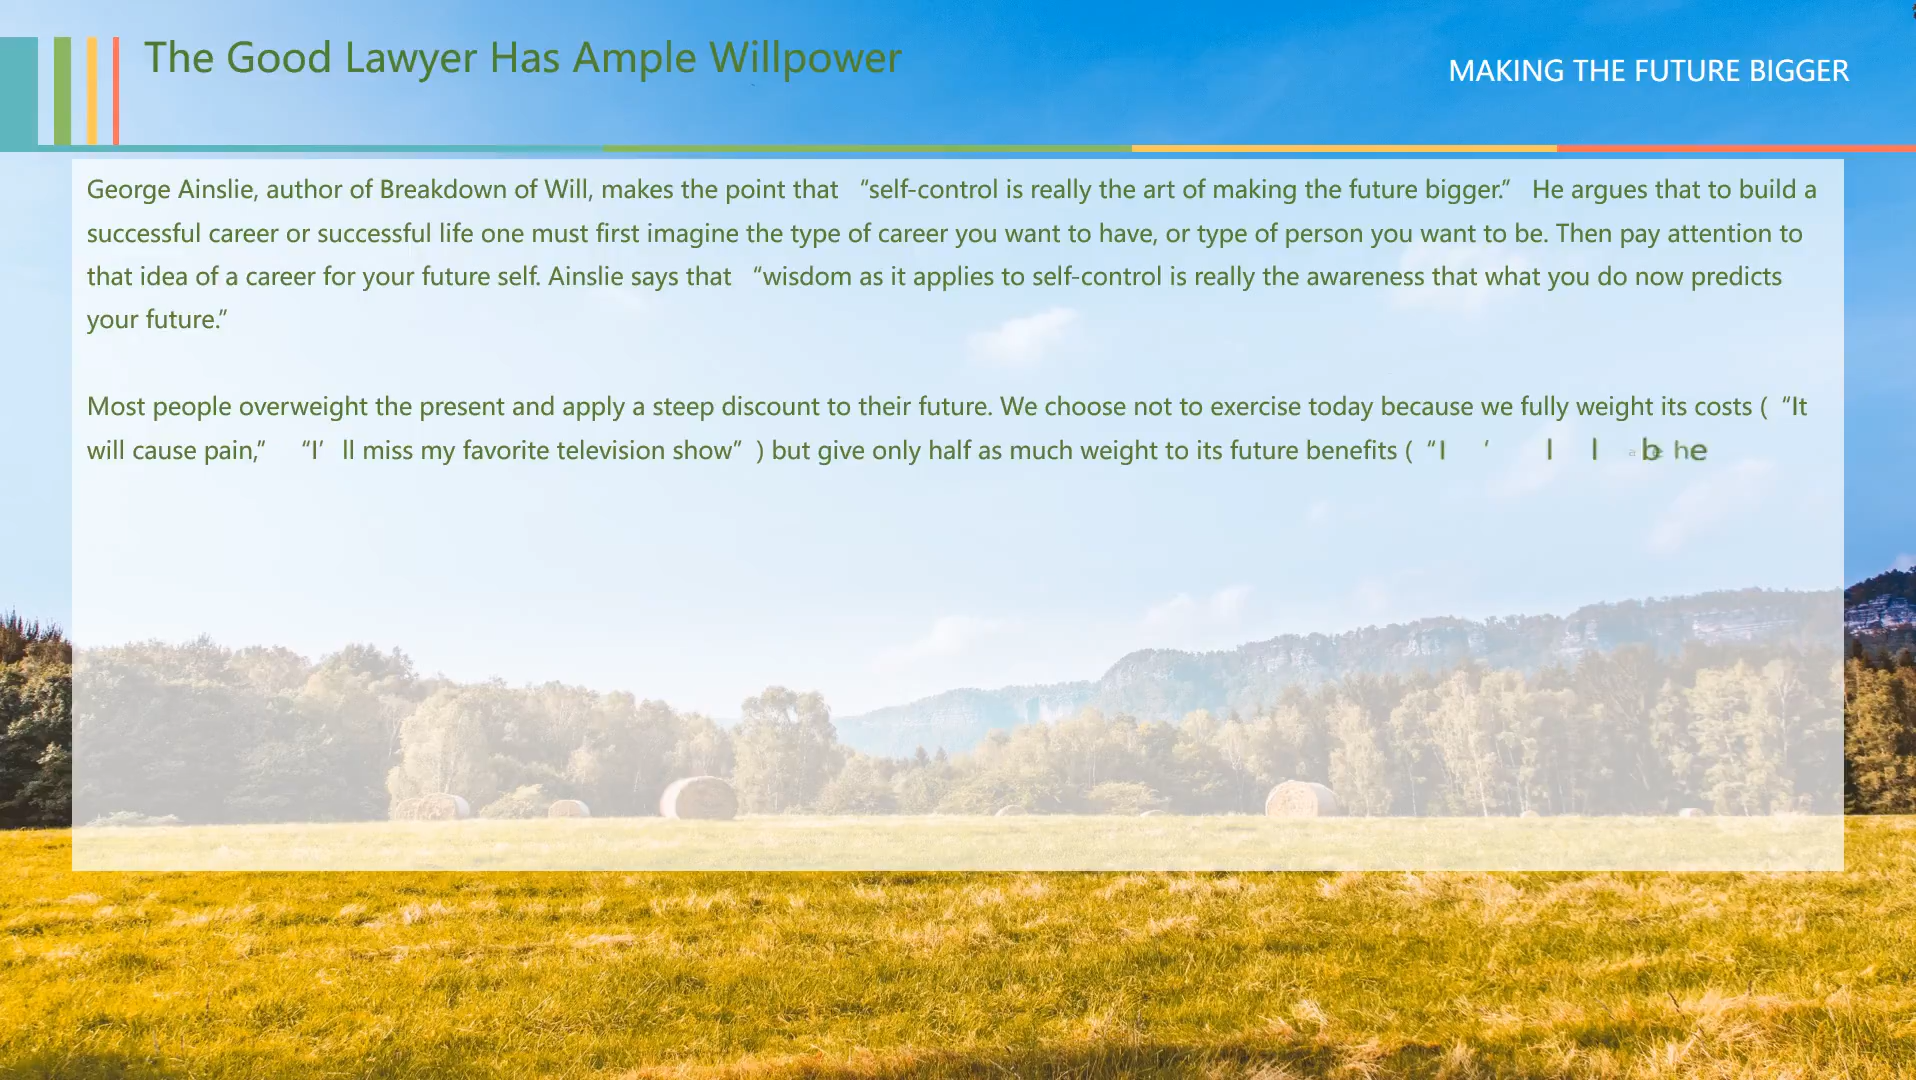 The Good Lawyer Has Ample Willpower
MAKING THE FUTURE BIGGER
George Ainslie, author of Breakdown of Will, makes the point that “self-control is really the art of making the future bigger.” He argues that to build a
successful career or successful life one must first imagine the type of career you want to have, or type of person you want to be. Then pay attention to
that idea of a career for your future self. Ainslie says that “wisdom as it applies to self-control is really the awareness that what you do now predicts
your future.”
Most people overweight the present and apply a steep discount to their future. We choose not to exercise today because we fully weight its costs (“It
will cause pain,” “I’ll miss my favorite television show”) but give only half as much weight to its future benefits (“I’ll be he